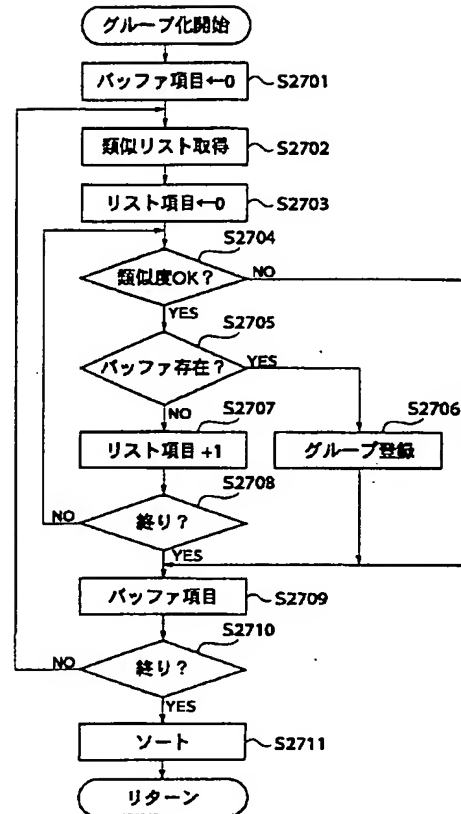 グループ化開始
バッファ項目←0 S2701
類似リスト取得 S2702
リスト項目←0 S2703
S2704
類似度OK? NO
YES S2705
バッファ存在? YES
NO S2707 S2706
リスト項目 +1 グループ登録
S2708
NO 終り?
YES
バッファ項目 S2709
S2710
NO 終り?
YES
ソート S2711
リターン